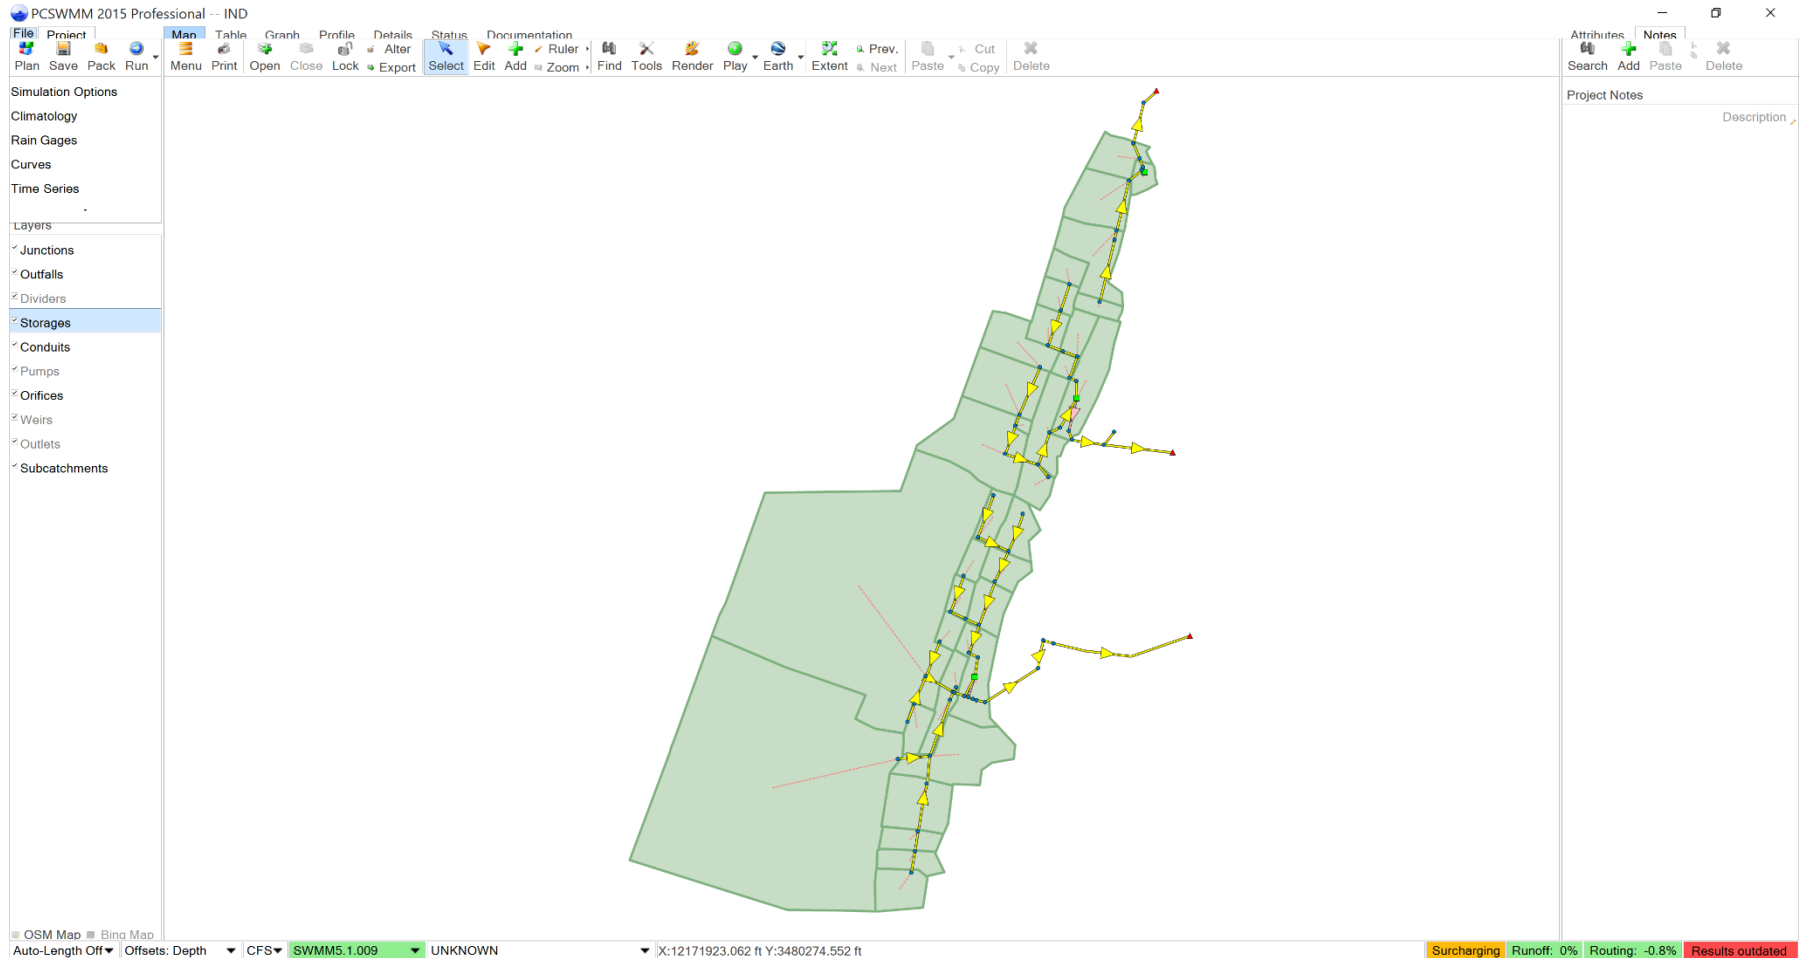 PCSWMM 2015 Professional -- IND
File Project Map Table Graph Profile Details Status Documentation Attributes Notes
Plan Save Pack Run Menu Print Open Close Lock Alter Export Select Edit Add Ruler Zoom Find Tools Render Play Earth Extent Prev. Next Paste Cut Copy Delete Search Add Paste Delete
Simulation Options
Climatology
Rain Gages
Curves
Time Series
Layers
Junctions
Outfalls
Dividers
Storages
Conduits
Pumps
Orifices
Weirs
Outlets
Subcatchments
Project Notes
Description
OSM Map Bing Map
Auto-Length Off Offsets: Depth CFS SWMM5.1.009 UNKNOWN X:12171923.062 ft Y:3480274.552 ft Surcharging Runoff: 0% Routing: -0.8% Results outdated